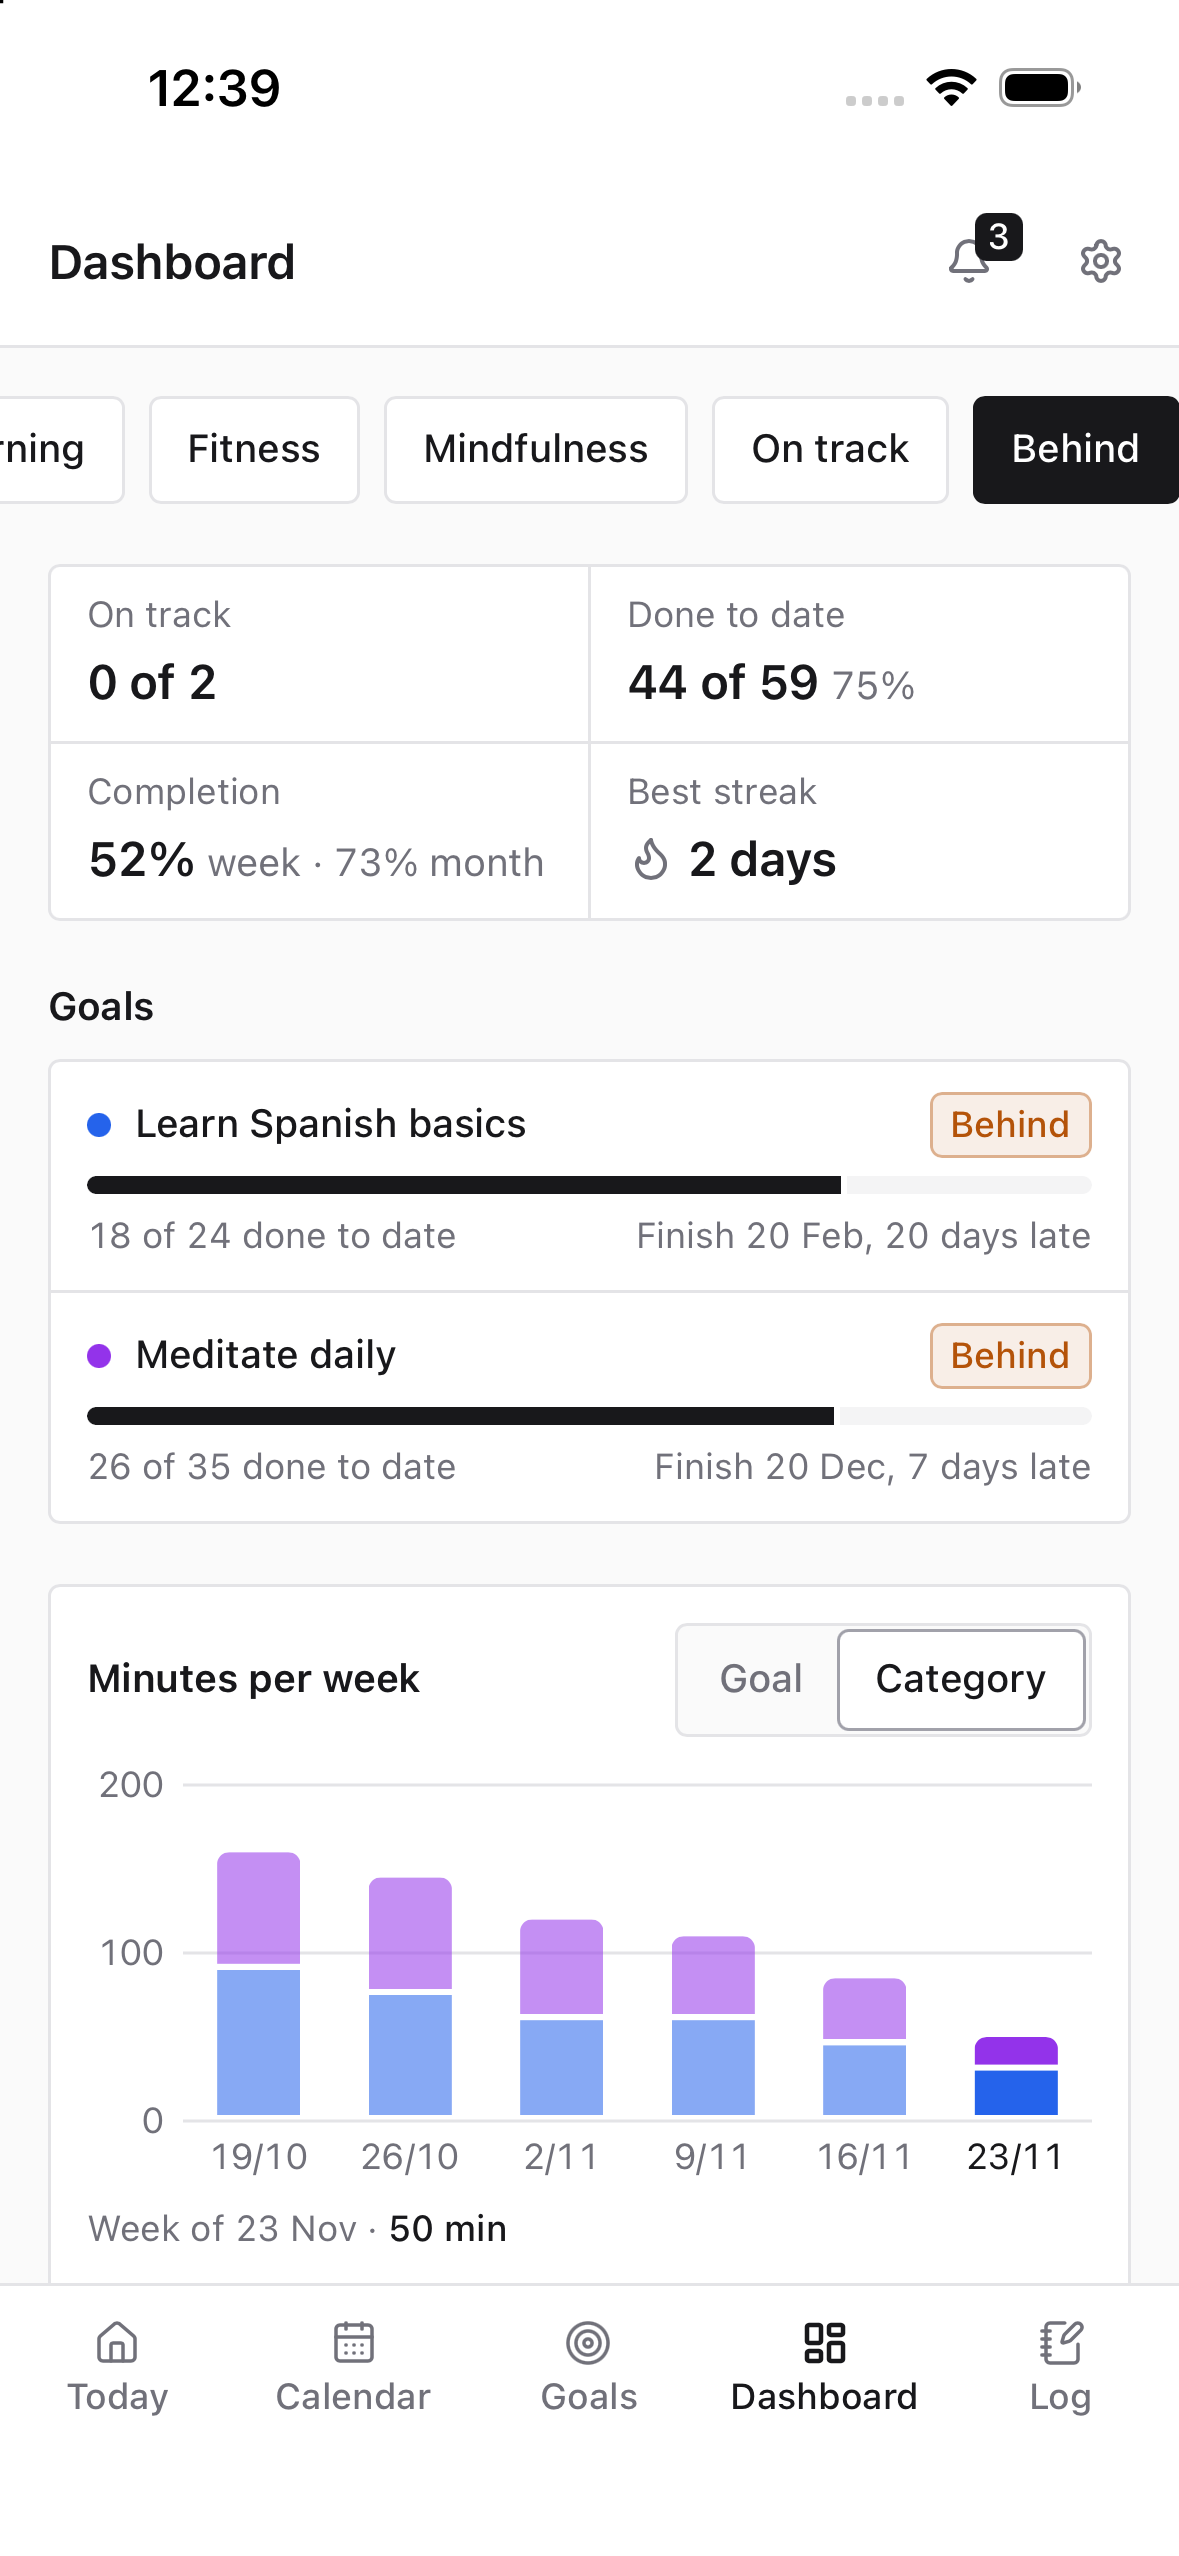 12:39
Dashboard
3
rning
Fitness
Mindfulness
On track
Behind
On track
0 of 2
Done to date
44 of 59 75%
Completion
52% week · 73% month
Best streak
2 days
Goals
Learn Spanish basics
Behind
18 of 24 done to date
Finish 20 Feb, 20 days late
Meditate daily
Behind
26 of 35 done to date
Finish 20 Dec, 7 days late
Minutes per week
Goal
Category
200
100
0
19/10
26/10
2/11
9/11
16/11
23/11
Week of 23 Nov · 50 min
Today
Calendar
Goals
Dashboard
Log